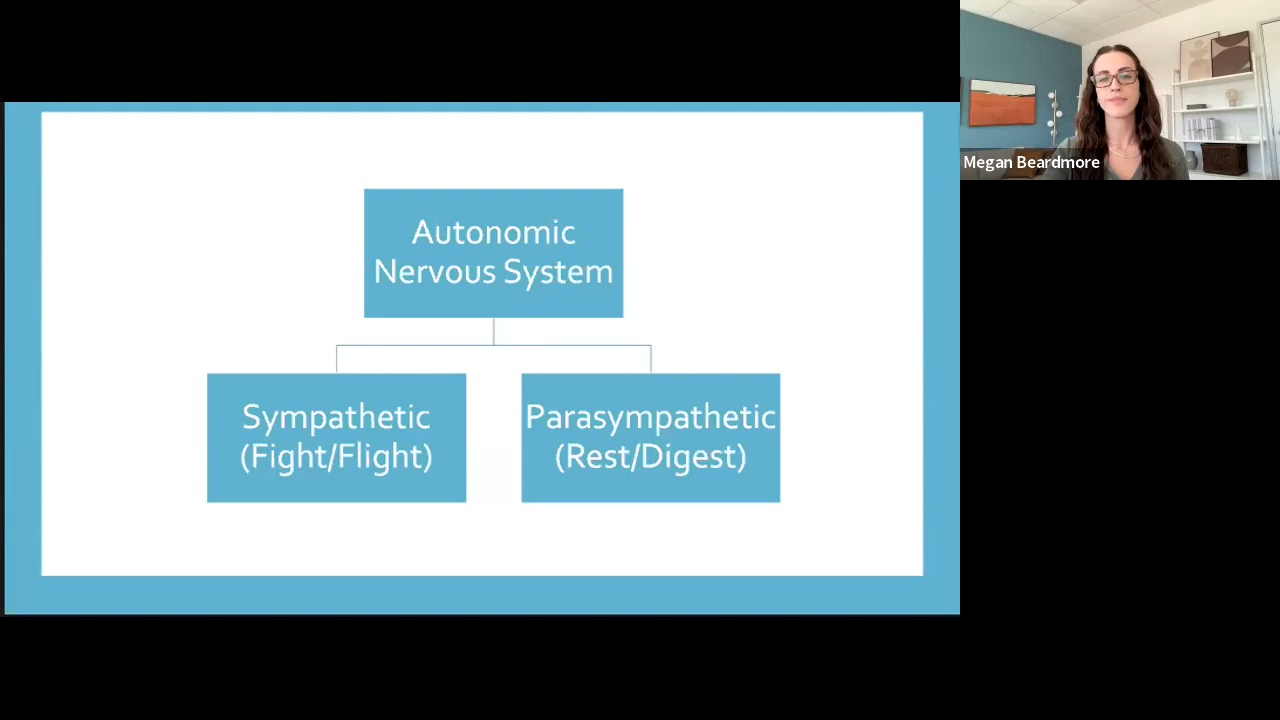 Autonomic
Nervous System
Sympathetic
(Fight/Flight)
Parasympathetic
(Rest/Digest)
Megan Beardmore